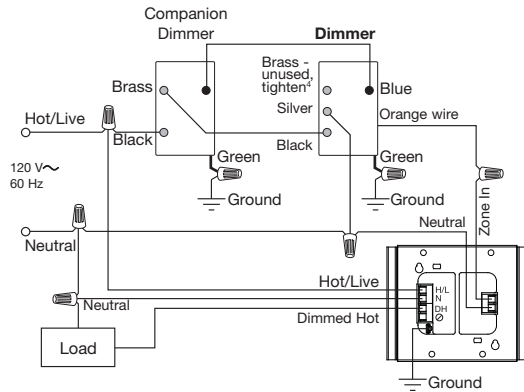 Companion
Dimmer
Dimmer
Brass -
unused,
tighten⁴
Brass
Blue
Silver
Orange wire
Hot/Live
Black
Black
Green
Green
120 V~
60 Hz
Ground
Ground
Zone In
Neutral
Neutral
Hot/Live
H/L
Neutral
N
Dimmed Hot
DH
Load
Ground